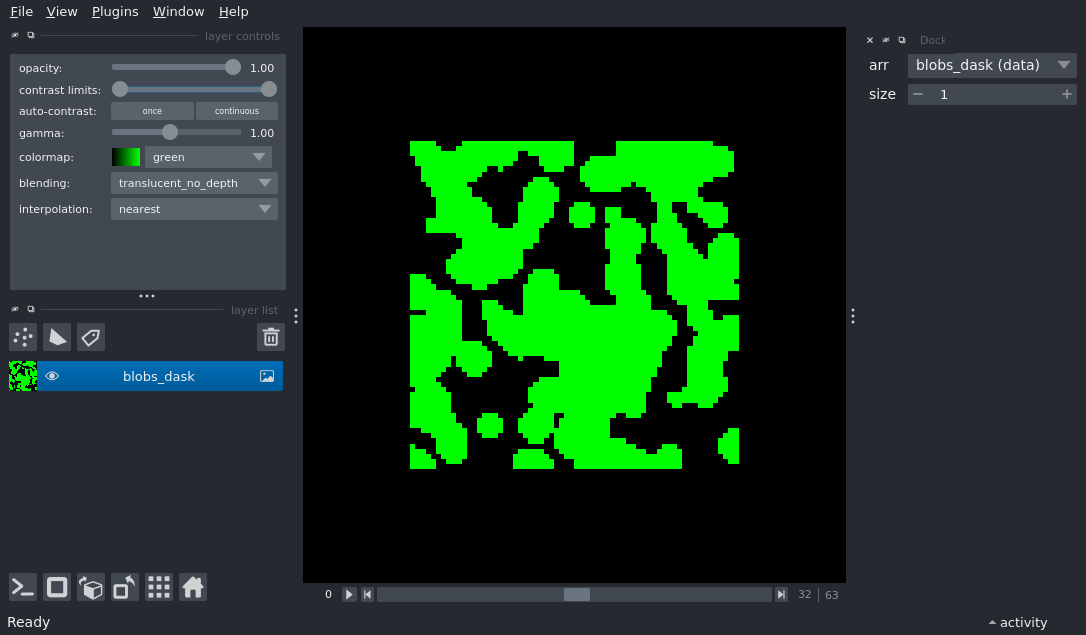 File View Plugins Window Help
layer controls
opacity: 1.00
contrast limits:
auto-contrast: once continuous
gamma: 1.00
colormap: green
blending: translucent_no_depth
interpolation: nearest
layer list
blobs_dask
0 32 63
Dock
arr blobs_dask (data)
size 1
Ready
activity